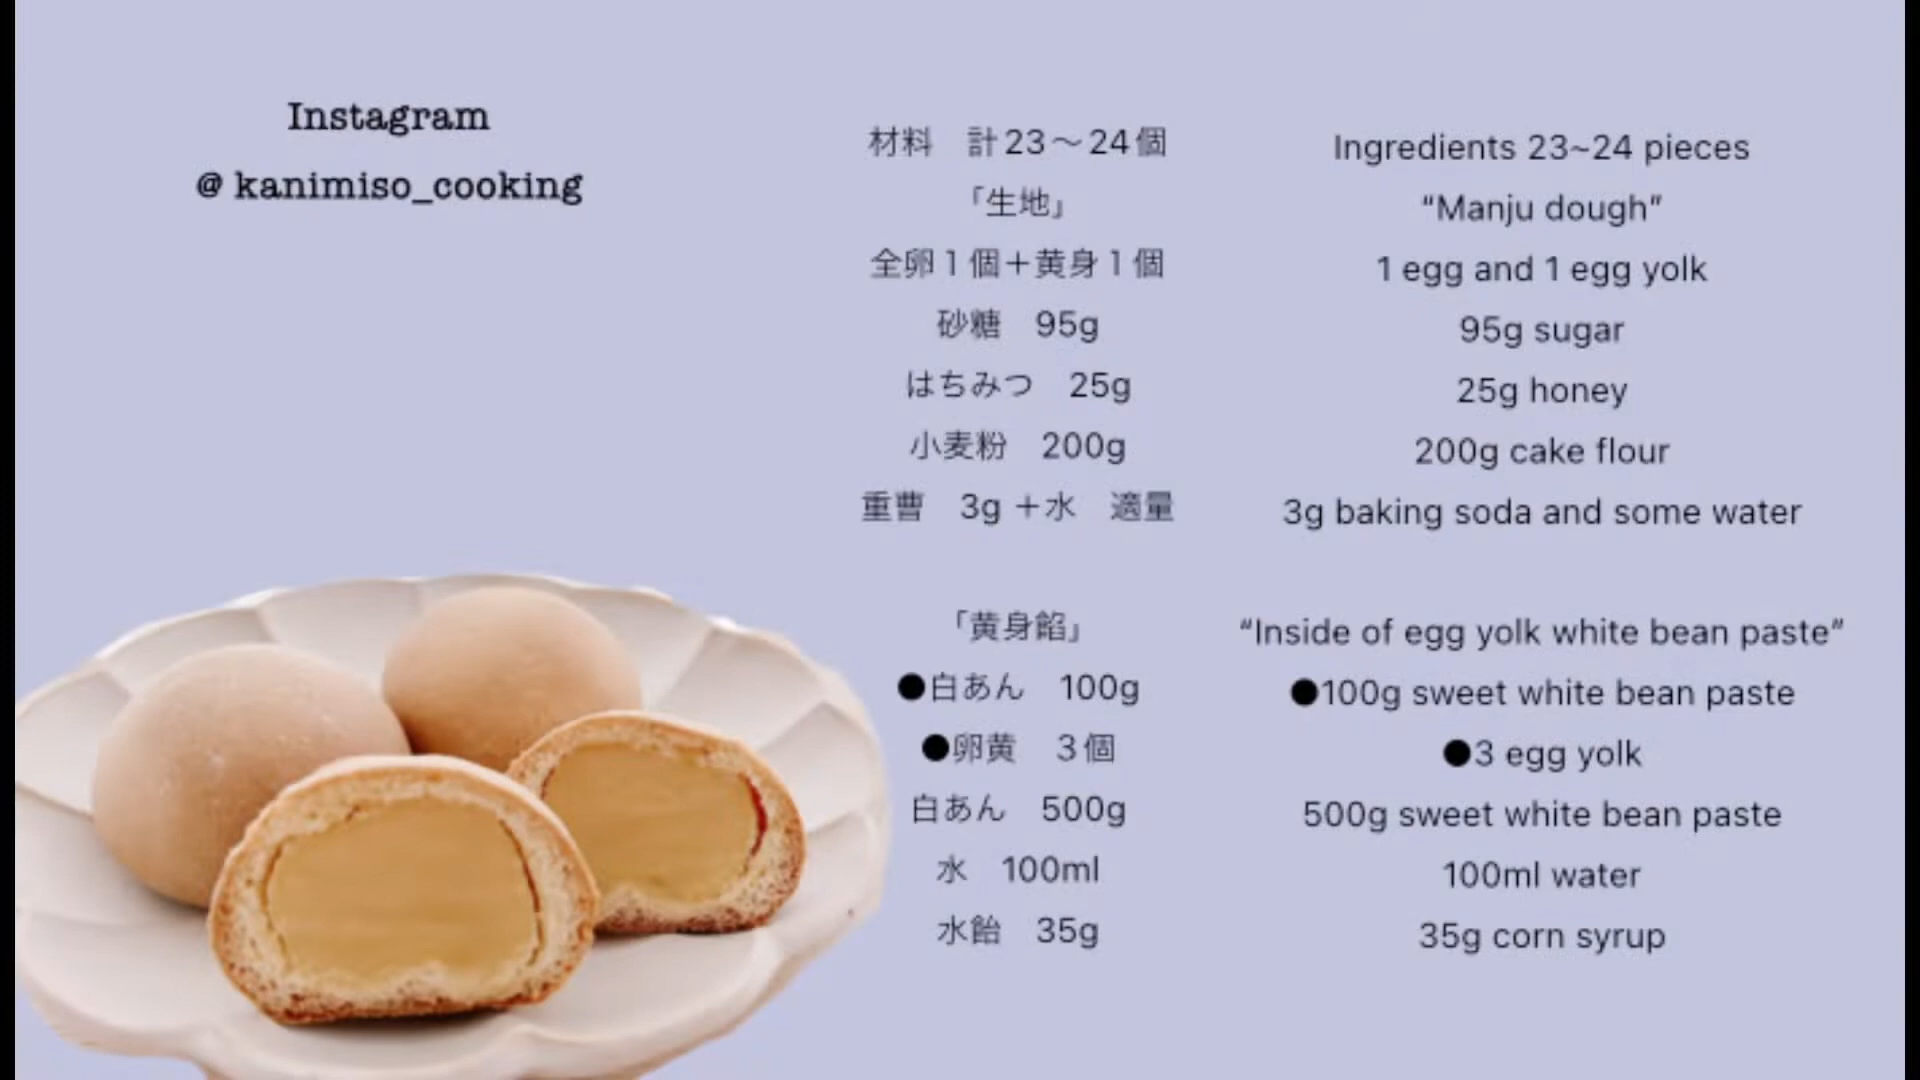 Instagram
@ kanimiso_cooking
材料 計23～24個
「生地」
全卵1個＋黄身1個
砂糖 95g
はちみつ 25g
小麦粉 200g
重曹 3g ＋水 適量
「黄身餡」
●白あん 100g
●卵黄 3個
白あん 500g
水 100ml
水飴 35g
Ingredients 23~24 pieces
“Manju dough”
1 egg and 1 egg yolk
95g sugar
25g honey
200g cake flour
3g baking soda and some water
“Inside of egg yolk white bean paste”
●100g sweet white bean paste
●3 egg yolk
500g sweet white bean paste
100ml water
35g corn syrup